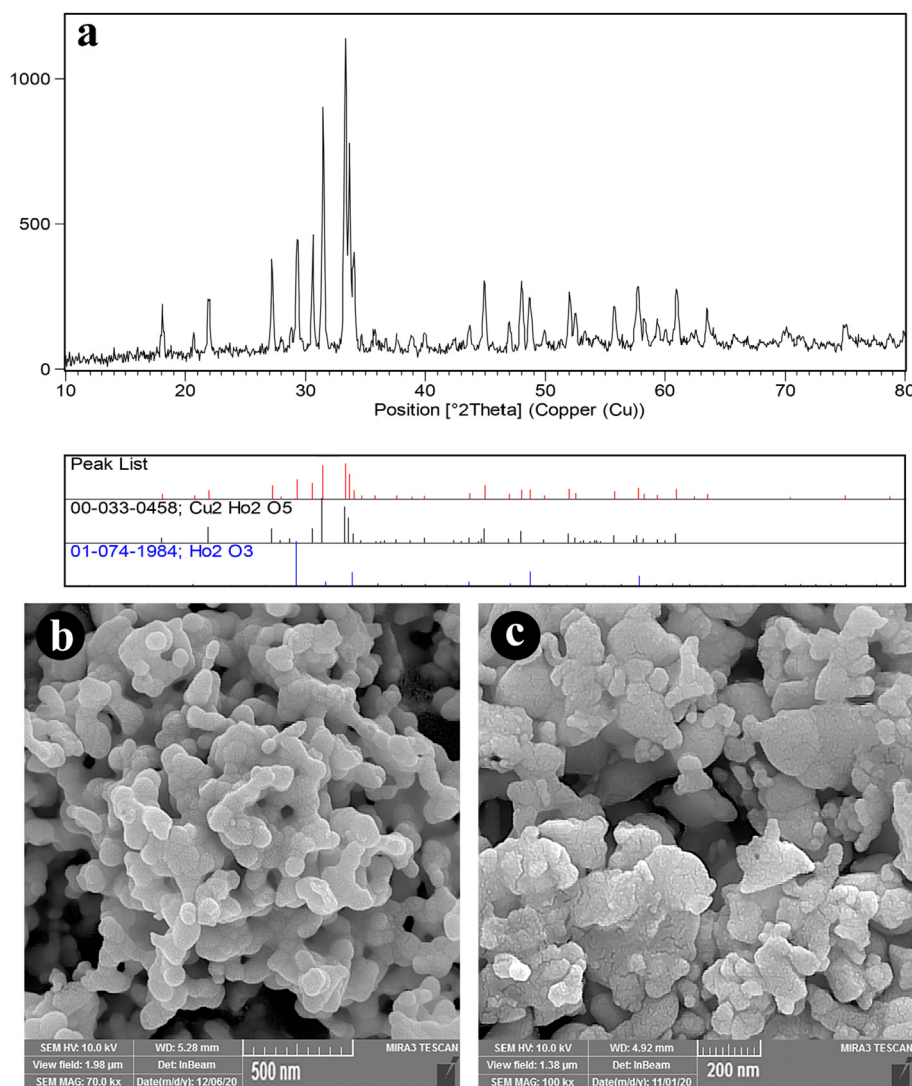 a
1000
500
0
10 20 30 40 50 60 70 80
Position [°2Theta] (Copper (Cu))
Peak List
00-033-0458; Cu2 Ho2 O5
01-074-1984; Ho2 O3
b
c
SEM HV: 10.0 kV WD: 5.28 mm MIRA3 TESCAN
View field: 1.98 µm Det: InBeam 500 nm
SEM MAG: 70.0 kx Date(m/d/y): 12/06/20
SEM HV: 10.0 kV WD: 4.92 mm MIRA3 TESCAN
View field: 1.38 µm Det: InBeam 200 nm
SEM MAG: 100 kx Date(m/d/y): 11/01/20